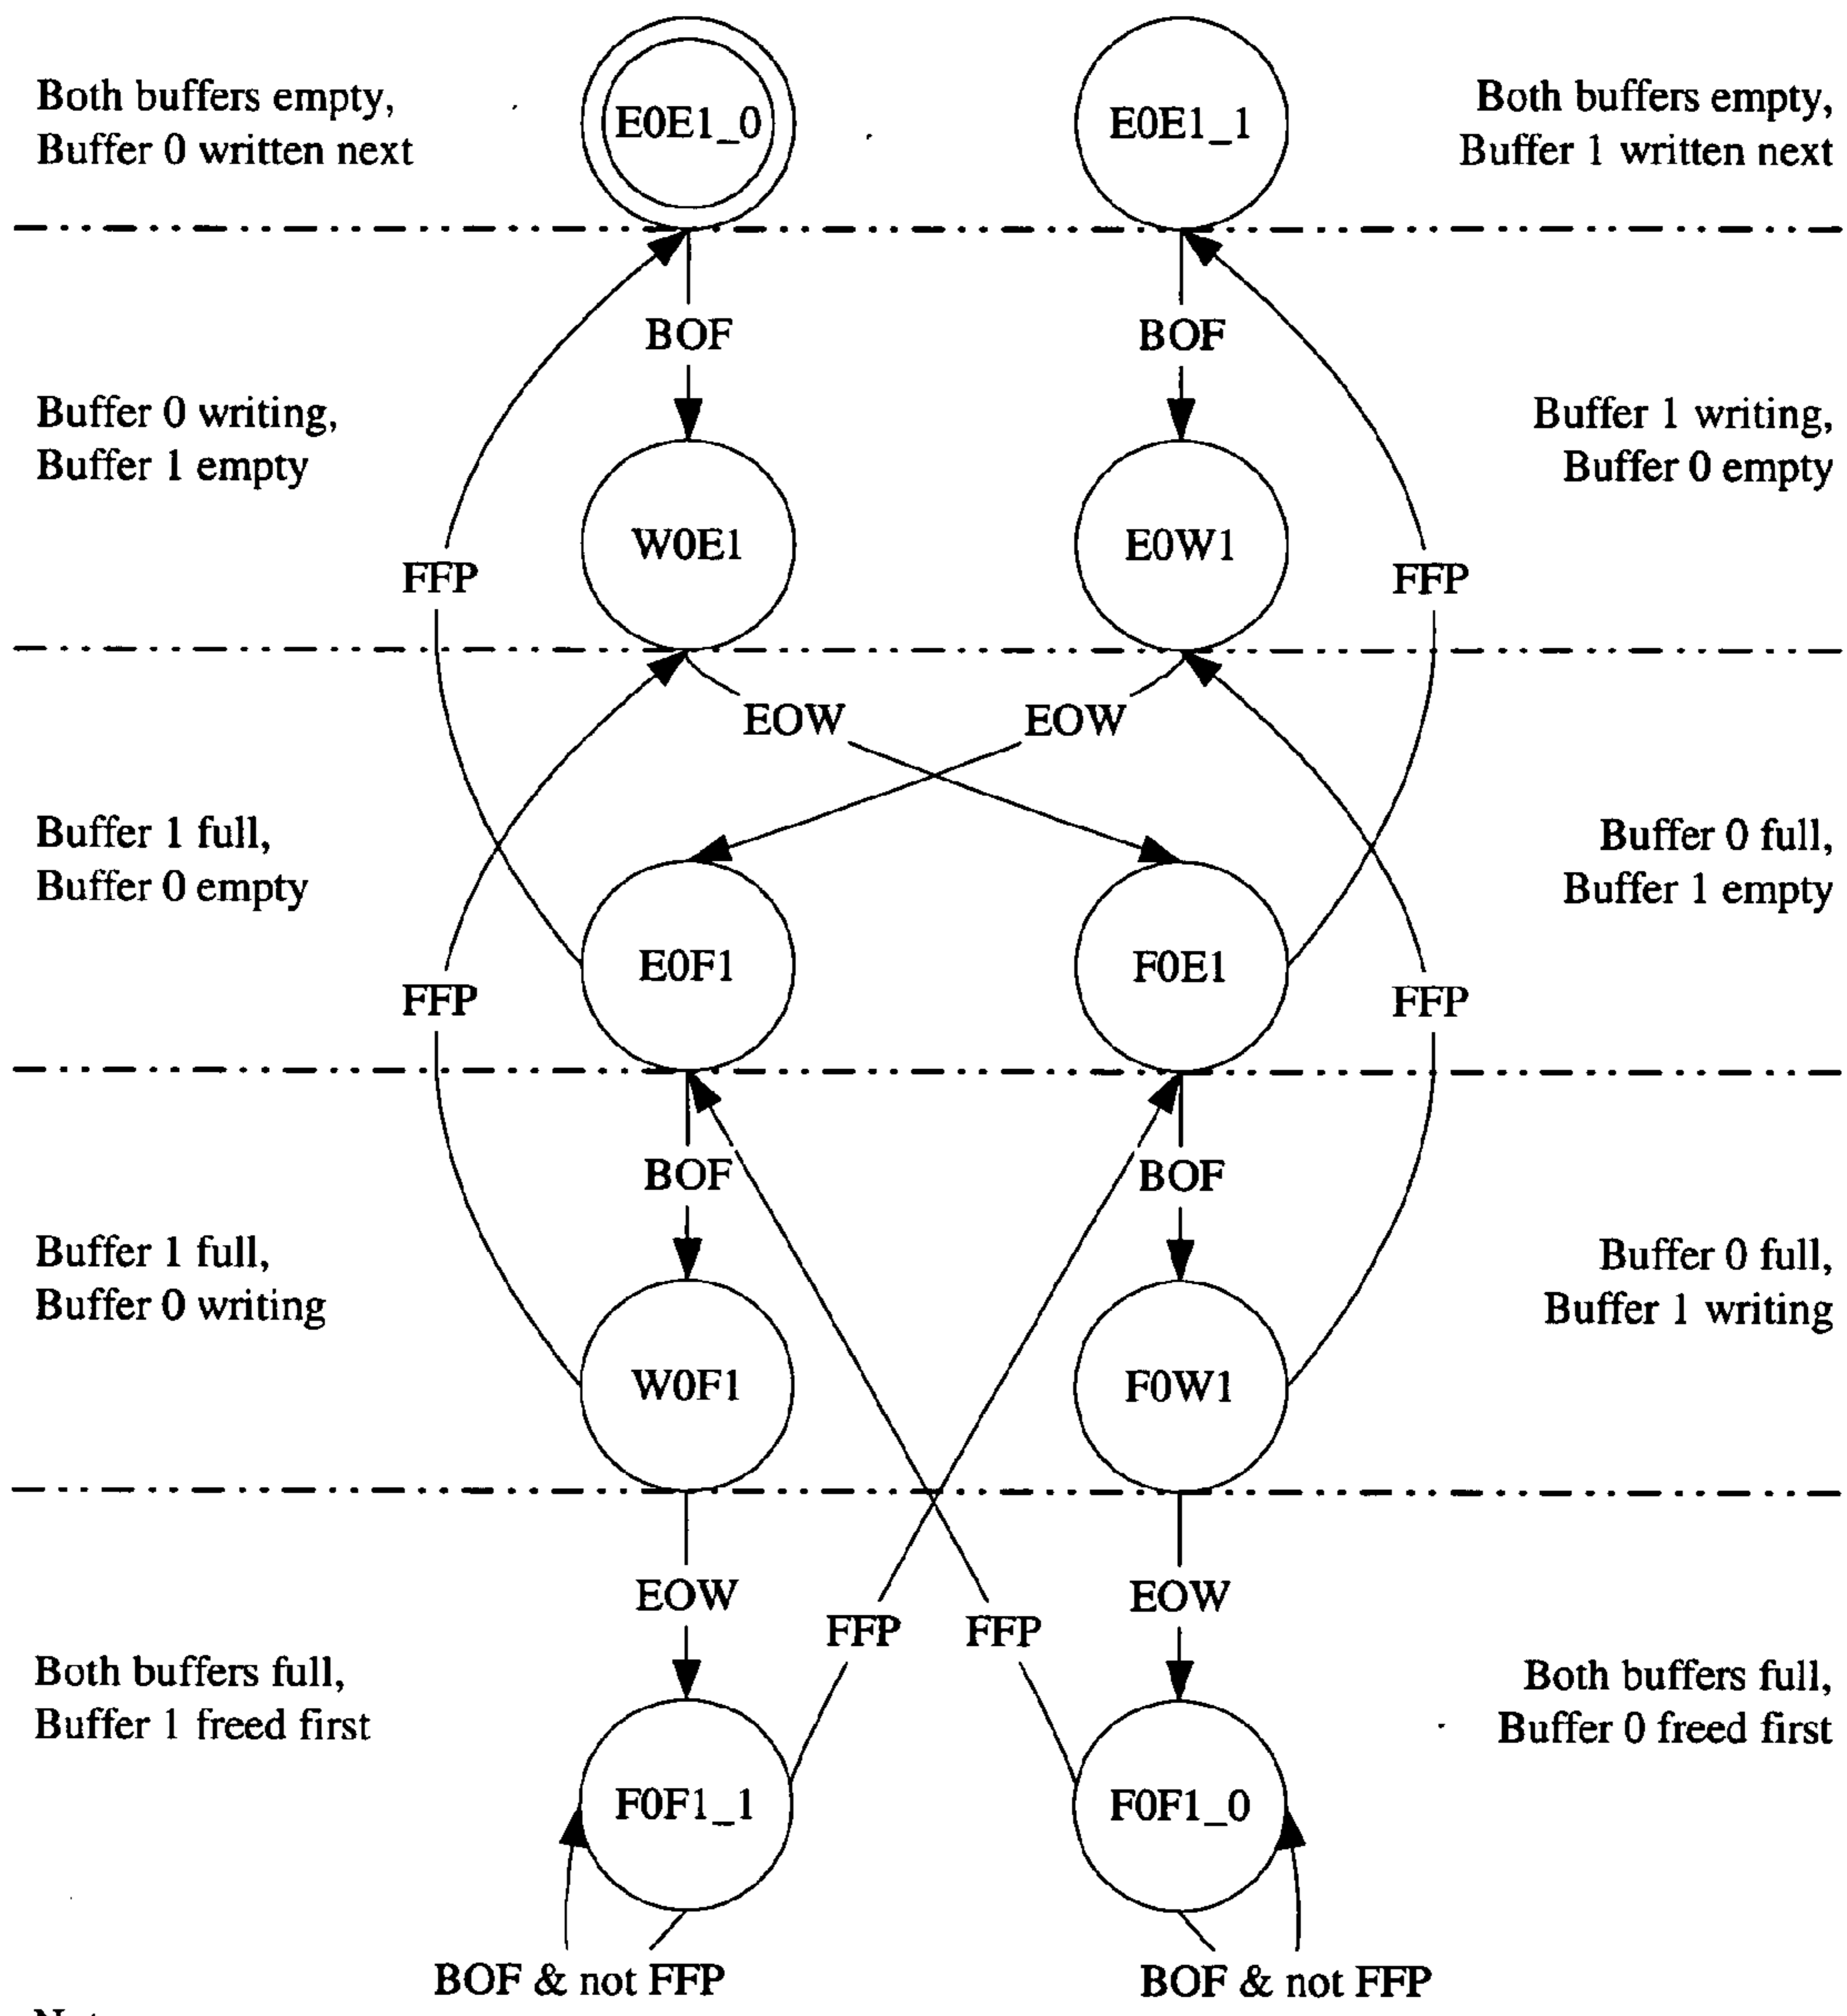 Both buffers empty,
Buffer 0 written next
E0E1_0
E0E1_1
Both buffers empty,
Buffer 1 written next
BOF
BOF
Buffer 0 writing,
Buffer 1 empty
W0E1
E0W1
Buffer 1 writing,
Buffer 0 empty
FFP
FFP
EOW
EOW
Buffer 1 full,
Buffer 0 empty
E0F1
F0E1
Buffer 0 full,
Buffer 1 empty
FFP
FFP
BOF
BOF
Buffer 1 full,
Buffer 0 writing
W0F1
F0W1
Buffer 0 full,
Buffer 1 writing
EOW
FFP
FFP
EOW
Both buffers full,
Buffer 1 freed first
F0F1_1
F0F1_0
Both buffers full,
Buffer 0 freed first
BOF & not FFP
BOF & not FFP